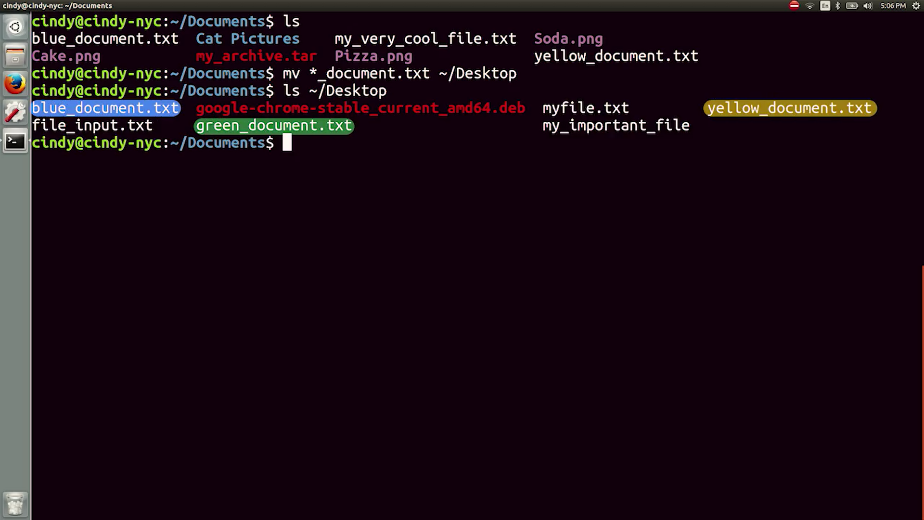 cindy@cindy-nyc: ~/Documents En 5:06 PM
cindy@cindy-nyc:~/Documents$ ls
blue_document.txt Cat Pictures my_very_cool_file.txt Soda.png
Cake.png my_archive.tar Pizza.png yellow_document.txt
cindy@cindy-nyc:~/Documents$ mv *_document.txt ~/Desktop
cindy@cindy-nyc:~/Documents$ ls ~/Desktop
blue_document.txt google-chrome-stable_current_amd64.deb myfile.txt yellow_document.txt
file_input.txt green_document.txt my_important_file
cindy@cindy-nyc:~/Documents$